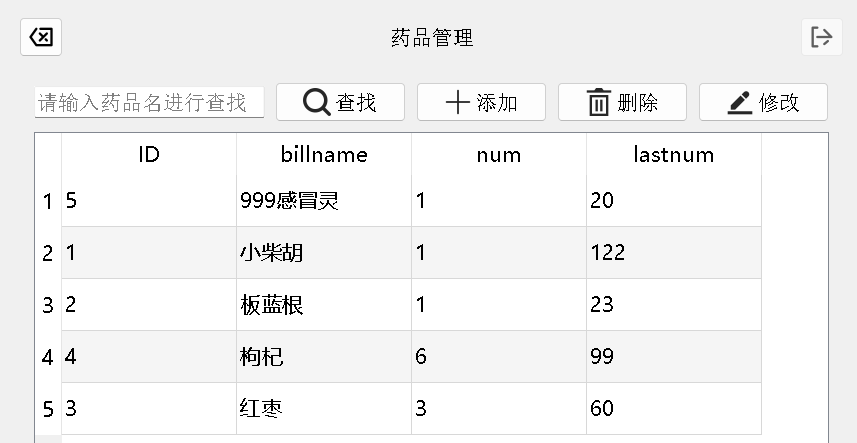 药品管理
请输入药品名进行查找 查找 添加 删除 修改
ID billname num lastnum
1 5 999感冒灵 1 20
2 1 小柴胡 1 122
3 2 板蓝根 1 23
4 4 枸杞 6 99
5 3 红枣 3 60